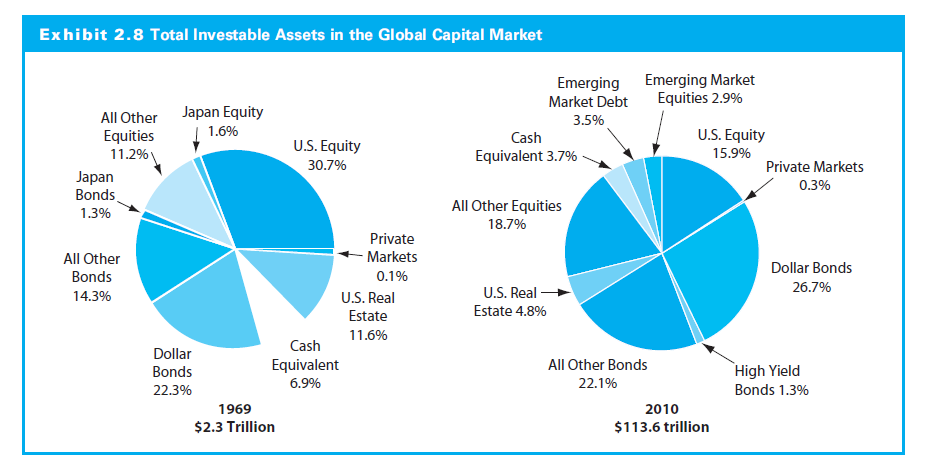 Exhibit 2.8 Total Investable Assets in the Global Capital Market
All Other
Equities
11.2%
Japan Equity
1.6%
U.S. Equity
30.7%
Japan
Bonds
1.3%
All Other
Bonds
14.3%
Private
Markets
0.1%
U.S. Real
Estate
11.6%
Cash
Equivalent
6.9%
Dollar
Bonds
22.3%
1969
$2.3 Trillion
Emerging
Market Debt
3.5%
Emerging Market
Equities 2.9%
Cash
Equivalent 3.7%
U.S. Equity
15.9%
Private Markets
0.3%
All Other Equities
18.7%
Dollar Bonds
26.7%
U.S. Real
Estate 4.8%
All Other Bonds
22.1%
High Yield
Bonds 1.3%
2010
$113.6 trillion